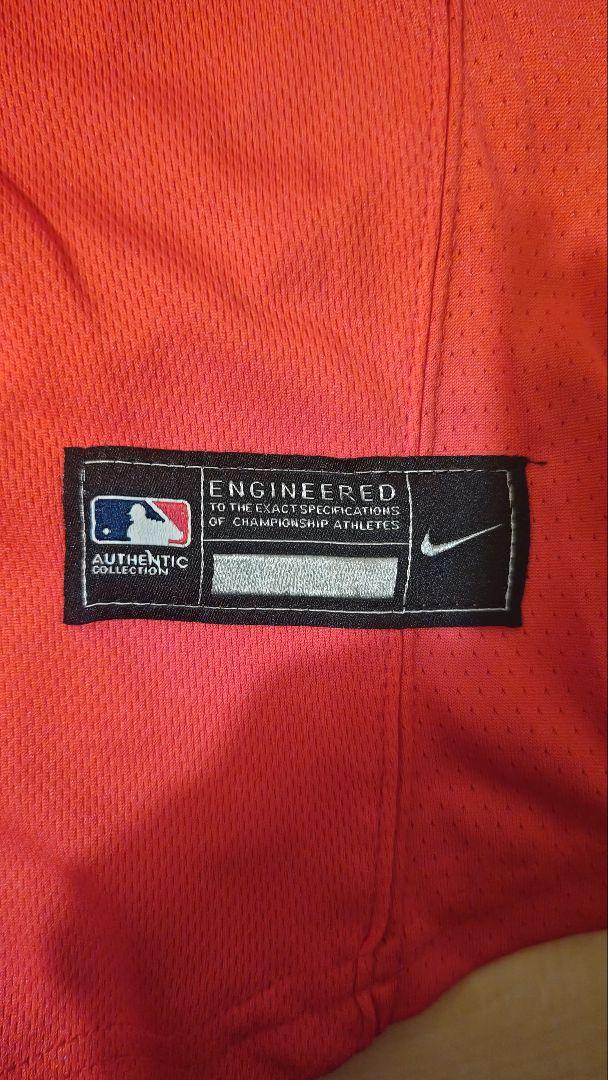 ENGINEERED
TO THE EXACT SPECIFICATIONS
OF CHAMPIONSHIP ATHLETES
AUTHENTIC
COLLECTION